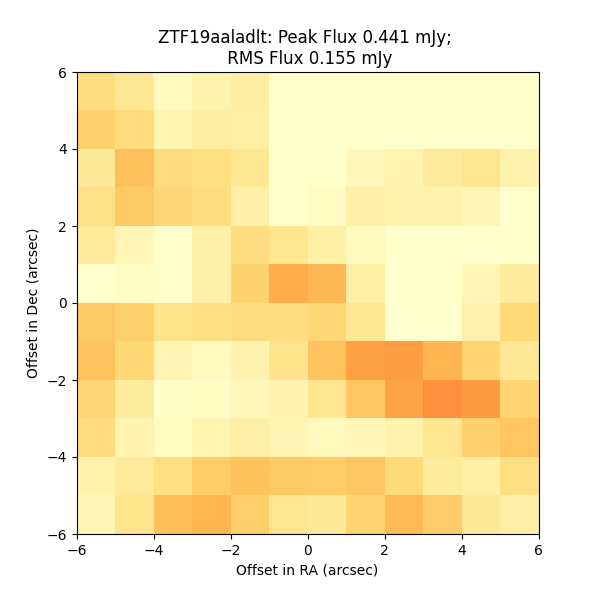 ZTF19aaladlt: Peak Flux 0.441 mJy;
RMS Flux 0.155 mJy
6
4
2
0
−2
−4
−6
Offset in Dec (arcsec)
−6 −4 −2 0 2 4 6
Offset in RA (arcsec)